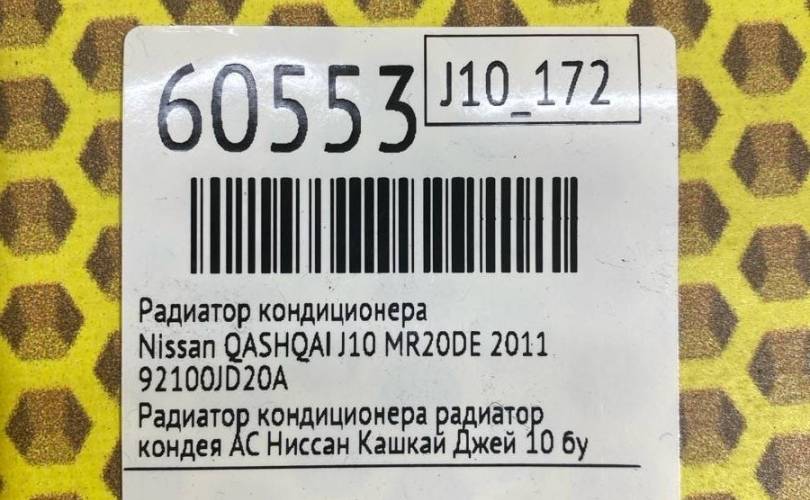 60553
J10_172
Радиатор кондиционера
Nissan QASHQAI J10 MR20DE 2011
92100JD20A
Радиатор кондиционера радиатор
кондея АС Ниссан Кашкай Джей 10 бу